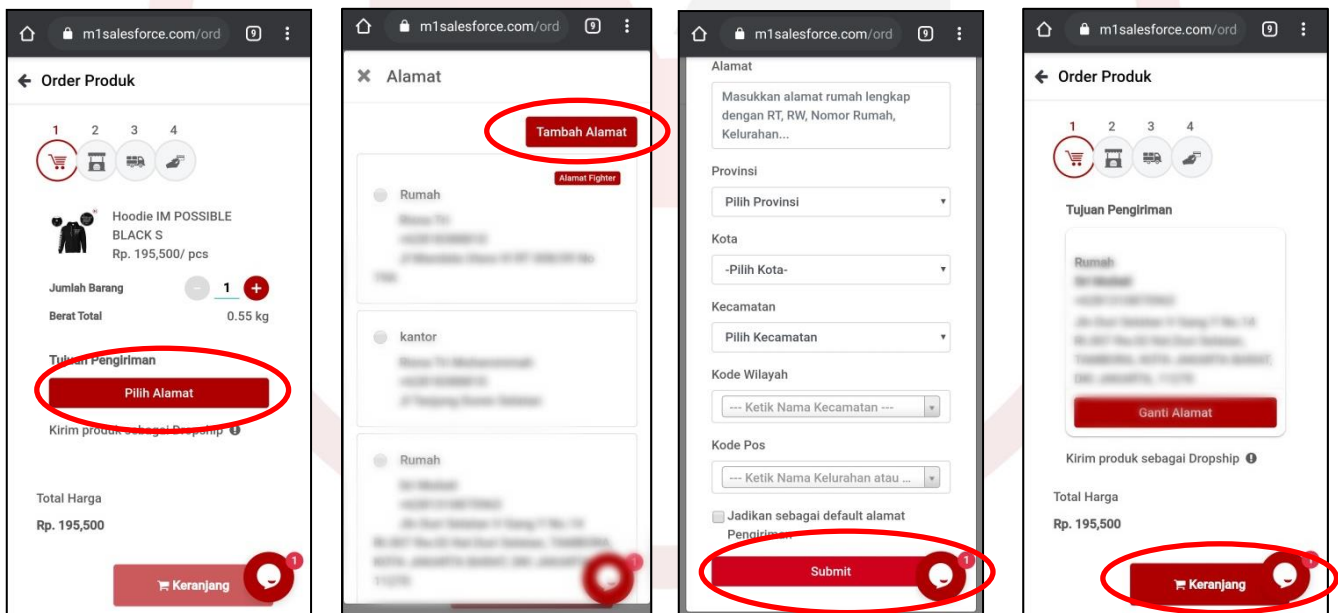 m1salesforce.com/ord
9
Order Produk
1 2 3 4
Hoodie IM POSSIBLE
BLACK S
Rp. 195,500/ pcs
Jumlah Barang - 1 +
Berat Total 0.55 kg
Tujuan Pengiriman
Pilih Alamat
Kirim produk sebagai Dropship
Total Harga
Rp. 195,500
Keranjang
1
m1salesforce.com/ord
9
Alamat
Tambah Alamat
Alamat Fighter
Rumah
kantor
Rumah
m1salesforce.com/ord
9
Alamat
Masukkan alamat rumah lengkap
dengan RT, RW, Nomor Rumah,
Kelurahan...
Provinsi
Pilih Provinsi
Kota
-Pilih Kota-
Kecamatan
Pilih Kecamatan
Kode Wilayah
--- Ketik Nama Kecamatan ---
Kode Pos
--- Ketik Nama Kelurahan atau ...
Jadikan sebagai default alamat
Pengiriman
Submit
1
m1salesforce.com/ord
9
Order Produk
1 2 3 4
Tujuan Pengiriman
Rumah
Ganti Alamat
Kirim produk sebagai Dropship
Total Harga
Rp. 195,500
Keranjang
1